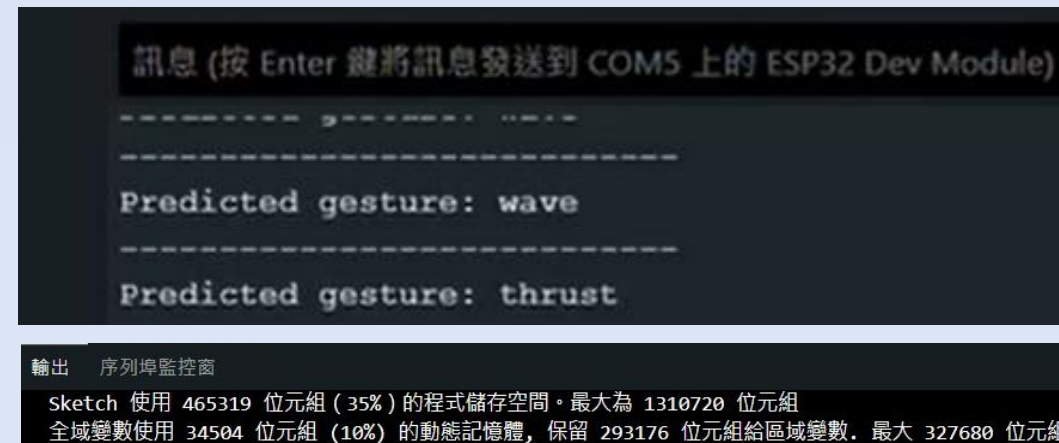 訊息 (按 Enter 鍵將訊息發送到 COM5 上的 ESP32 Dev Module)
-------------------------------
Predicted gesture: wave
-------------------------------
Predicted gesture: thrust
輸出 序列埠監控窗
Sketch 使用 465319 位元組 (35%) 的程式儲存空間。最大為 1310720 位元組
全域變數使用 34504 位元組 (10%) 的動態記憶體, 保留 293176 位元組給區域變數. 最大 327680 位元組